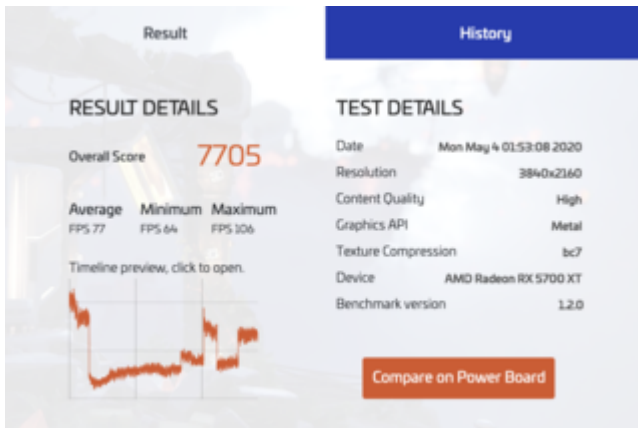 Result
History
RESULT DETAILS
Overall Score 7705
Average Minimum Maximum
FPS 77 FPS 64 FPS 106
Timeline preview, click to open.
TEST DETAILS
Date Mon May 4 01:53:08 2020
Resolution 3840x2160
Content Quality High
Graphics API Metal
Texture Compression bc7
Device AMD Radeon RX 5700 XT
Benchmark version 1.2.0
Compare on Power Board